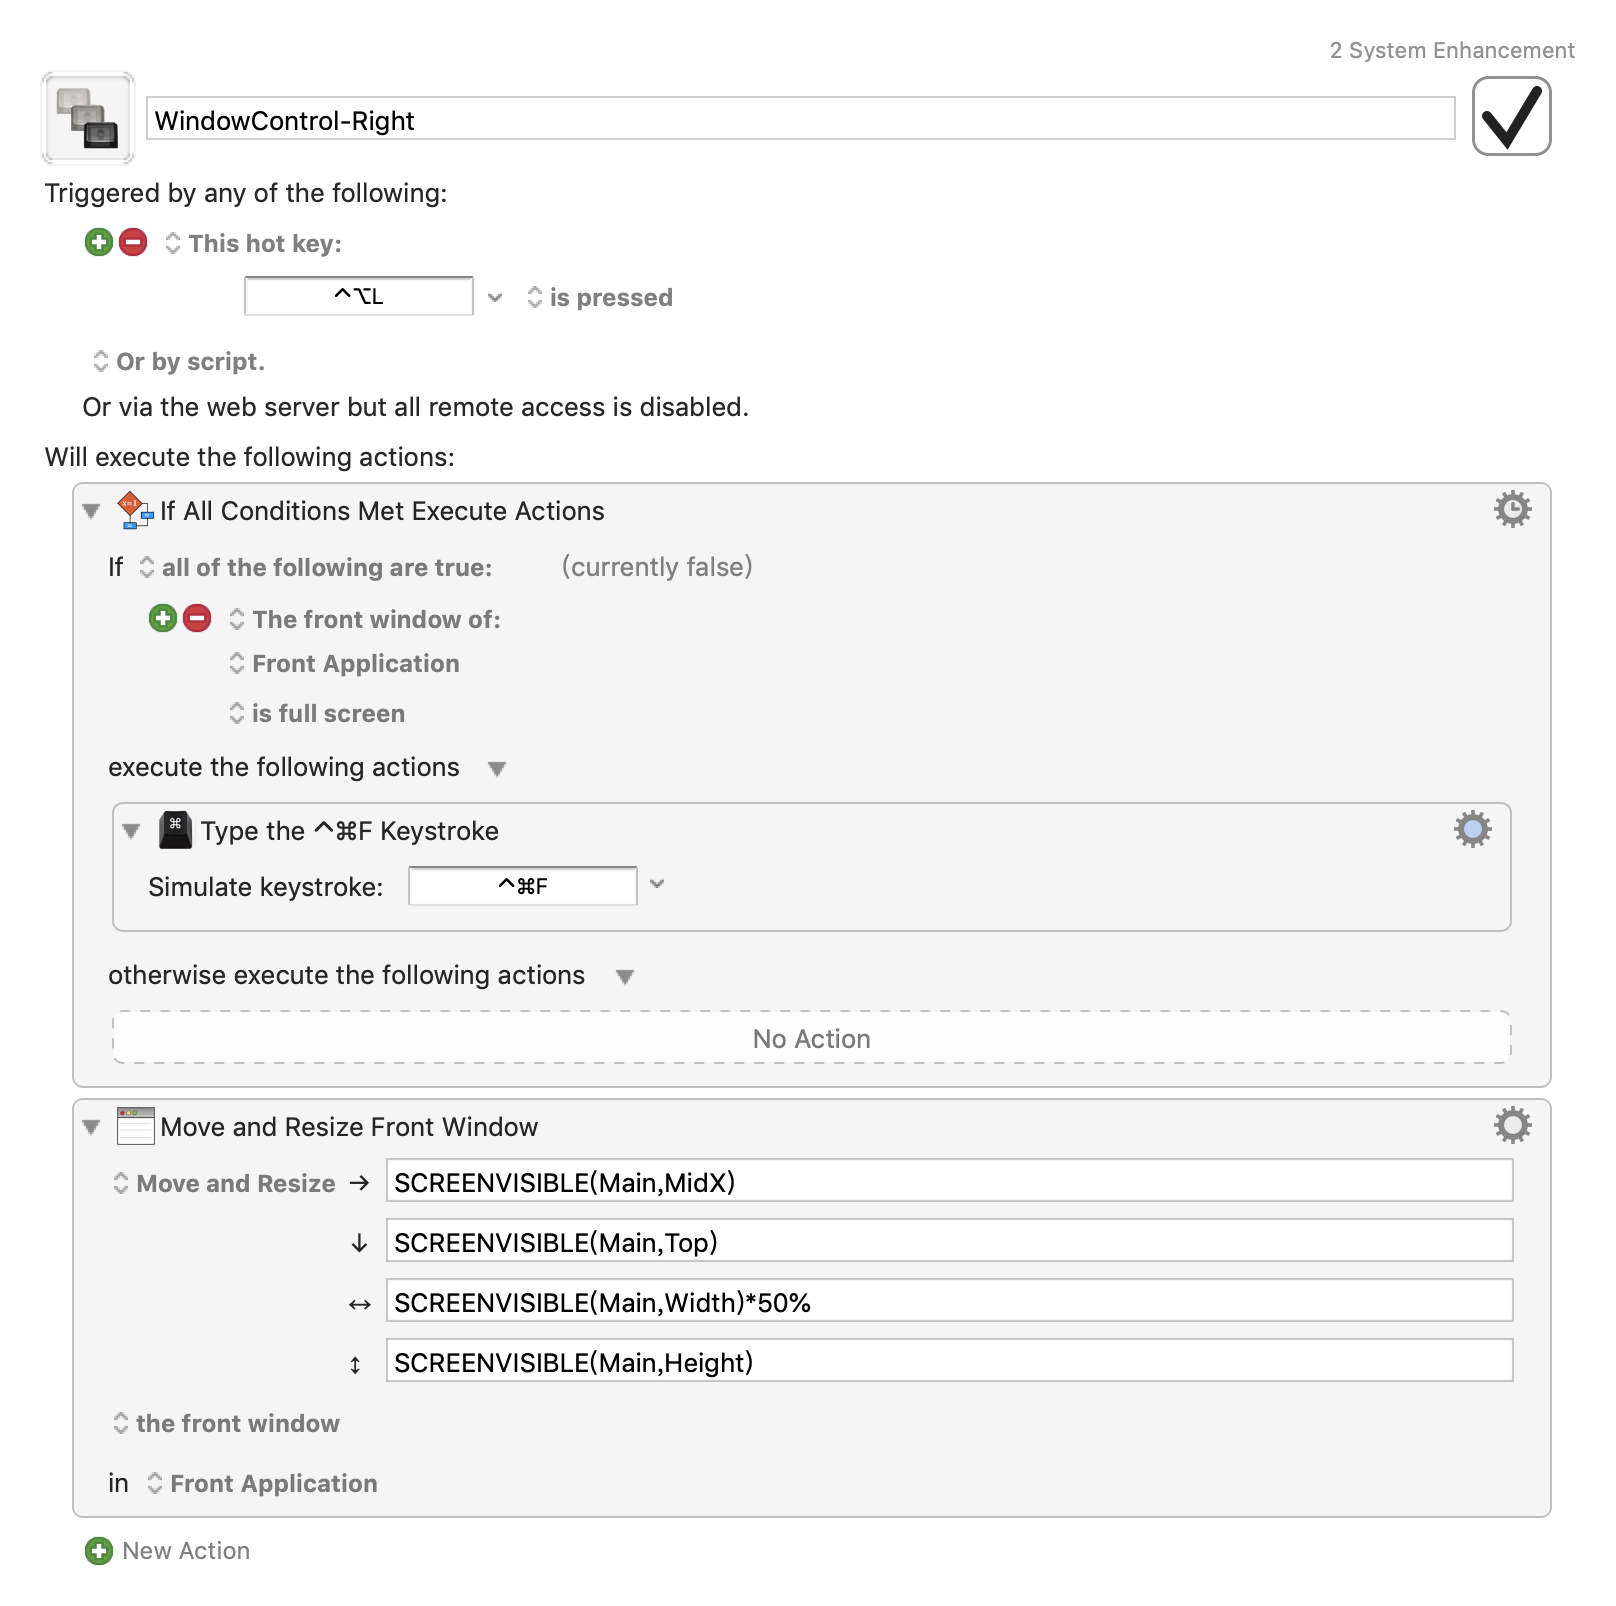 2 System Enhancement
WindowControl-Right
Triggered by any of the following:
This hot key:
^⌥L is pressed
Or by script.
Or via the web server but all remote access is disabled.
Will execute the following actions:
If All Conditions Met Execute Actions
If all of the following are true: (currently false)
The front window of:
Front Application
is full screen
execute the following actions
Type the ^⌘F Keystroke
Simulate keystroke: ^⌘F
otherwise execute the following actions
No Action
Move and Resize Front Window
Move and Resize → SCREENVISIBLE(Main,MidX)
↓ SCREENVISIBLE(Main,Top)
↔ SCREENVISIBLE(Main,Width)*50%
↕ SCREENVISIBLE(Main,Height)
the front window
in Front Application
New Action